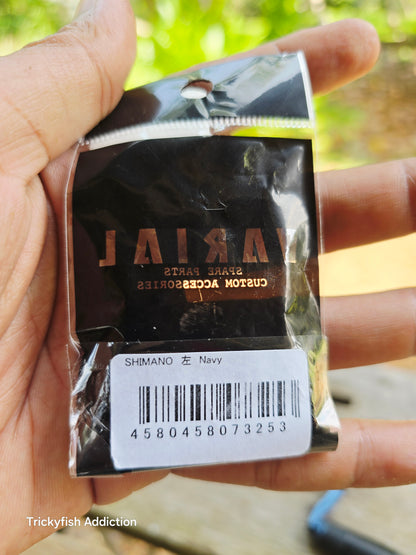 VARIAL
SPARE PARTS
CUSTOM ACCESSORIES
SHIMANO 左 Navy
4580458073253
Trickyfish Addiction